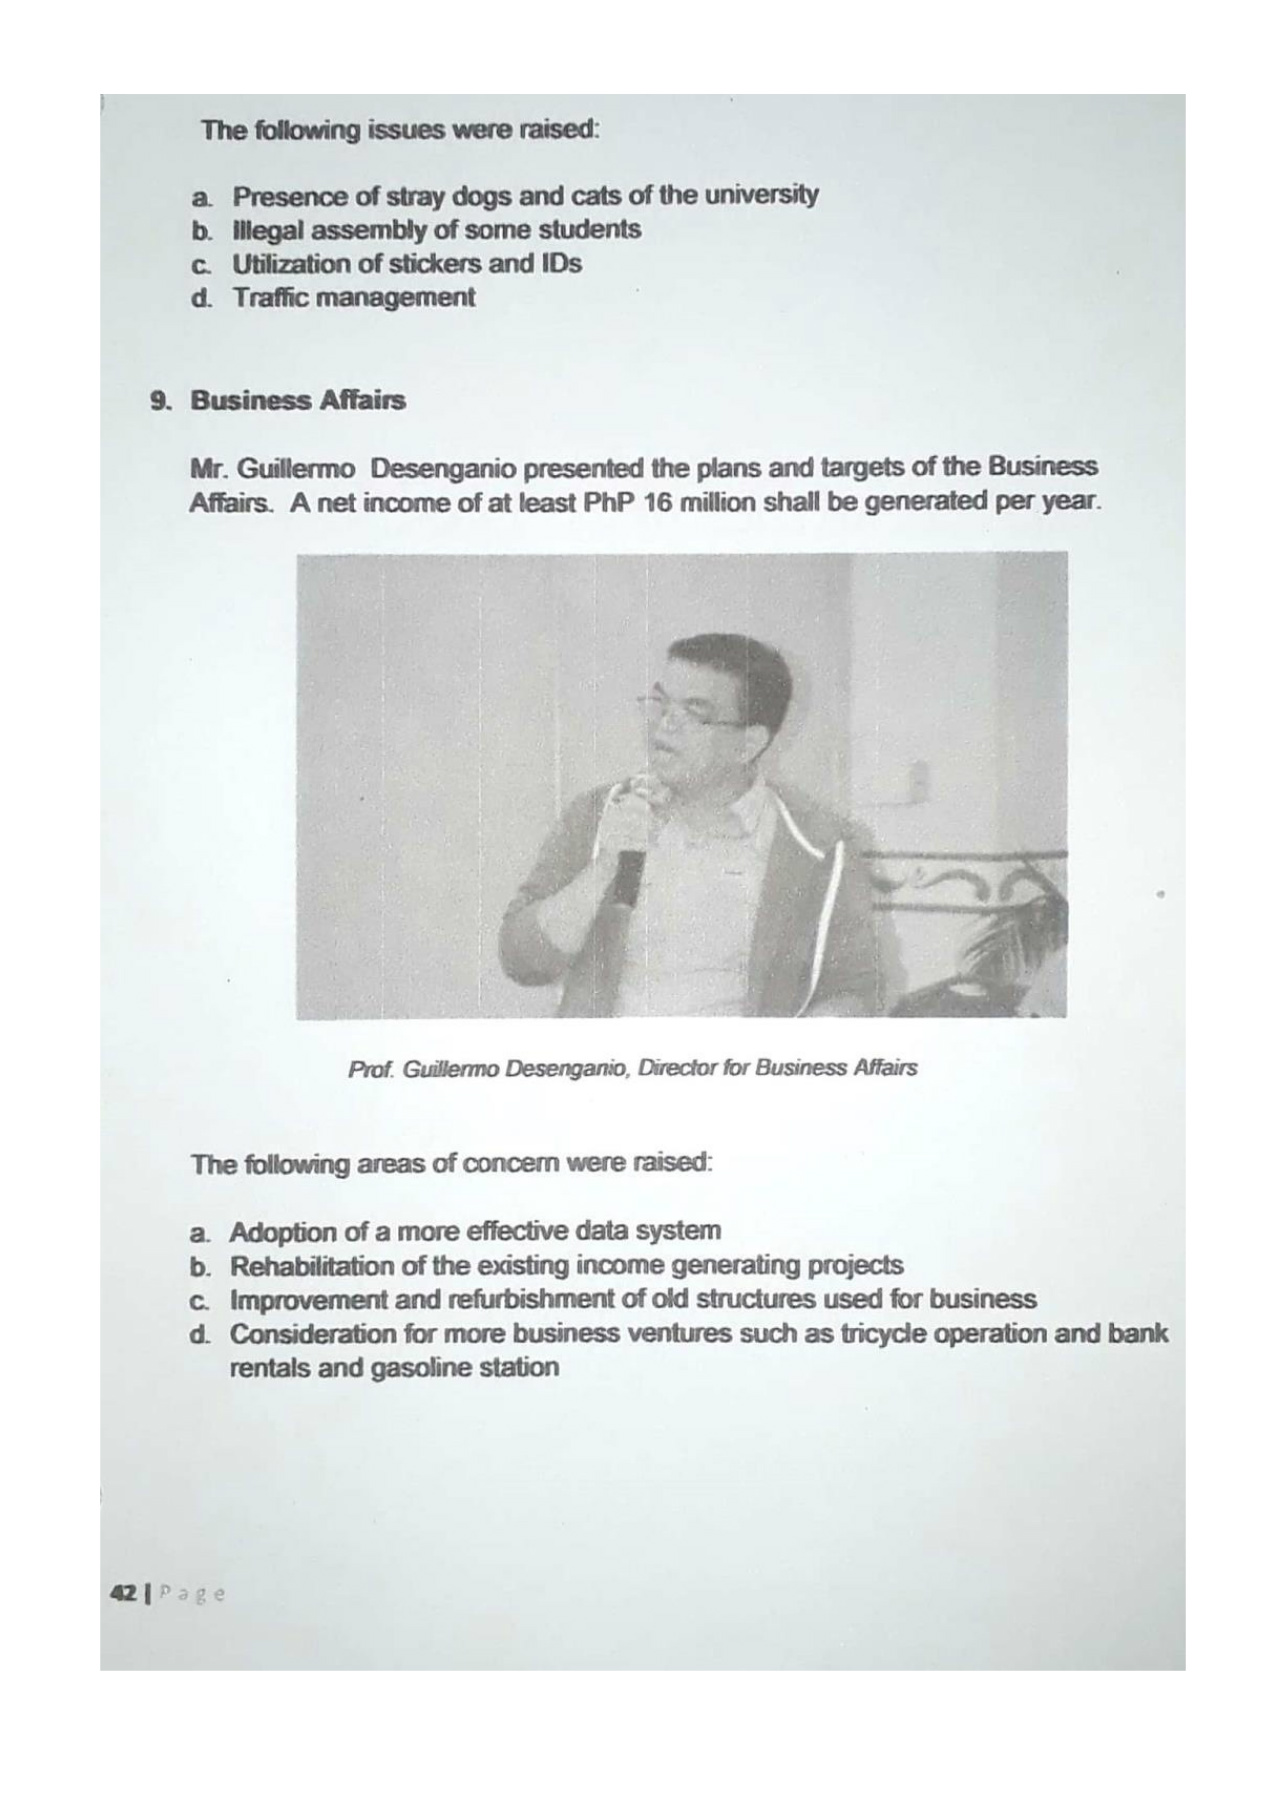 The following issues were raised:
a. Presence of stray dogs and cats of the university
b. Illegal assembly of some students
c. Utilization of stickers and IDs
d. Traffic management
9. Business Affairs
Mr. Guillermo Desenganio presented the plans and targets of the Business
Affairs. A net income of at least PhP 16 million shall be generated per year.
Prof. Guillermo Desenganio, Director for Business Affairs
The following areas of concern were raised:
a. Adoption of a more effective data system
b. Rehabilitation of the existing income generating projects
c. Improvement and refurbishment of old structures used for business
d. Consideration for more business ventures such as tricycle operation and bank
rentals and gasoline station
42 | Page